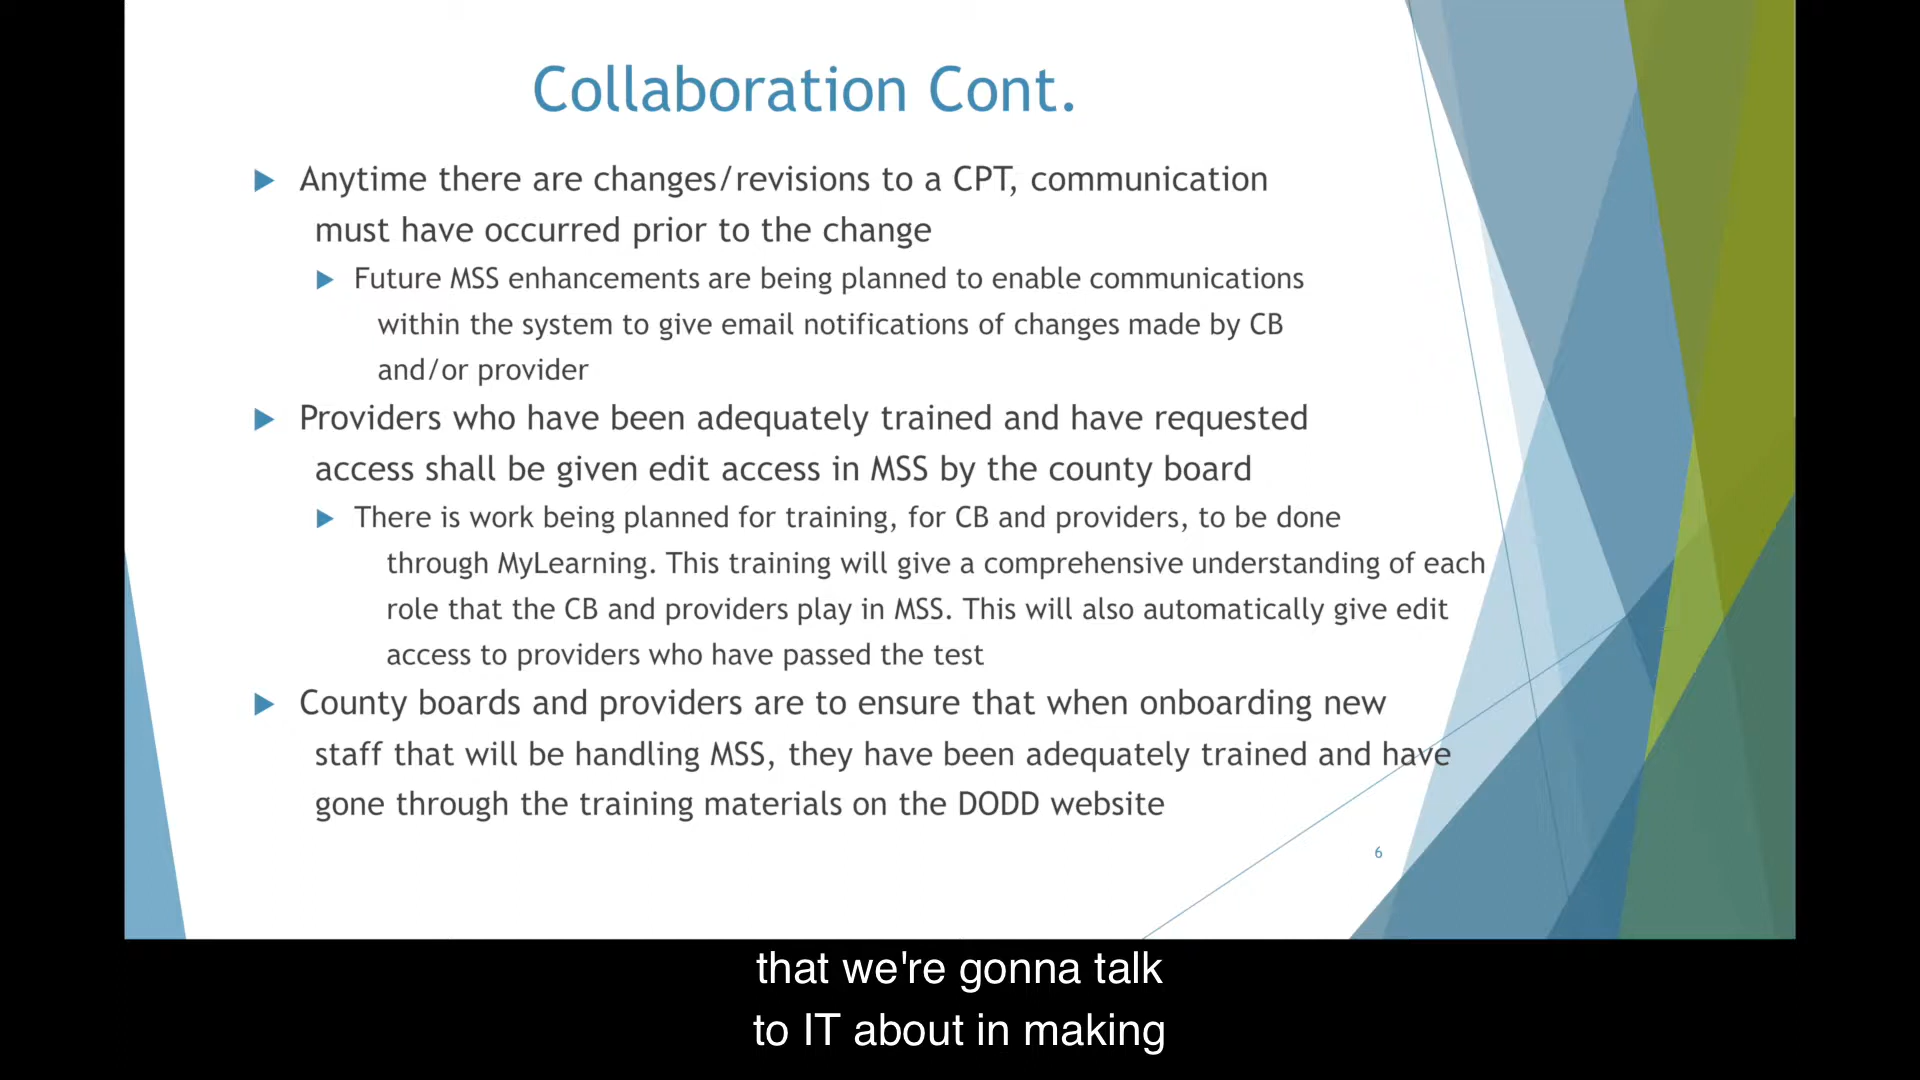 Collaboration Cont.
Anytime there are changes/revisions to a CPT, communication
must have occurred prior to the change
Future MSS enhancements are being planned to enable communications
within the system to give email notifications of changes made by CB
and/or provider
Providers who have been adequately trained and have requested
access shall be given edit access in MSS by the county board
There is work being planned for training, for CB and providers, to be done
through MyLearning. This training will give a comprehensive understanding of each
role that the CB and providers play in MSS. This will also automatically give edit
access to providers who have passed the test
County boards and providers are to ensure that when onboarding new
staff that will be handling MSS, they have been adequately trained and have
gone through the training materials on the DODD website
6
that we're gonna talk
to IT about in making